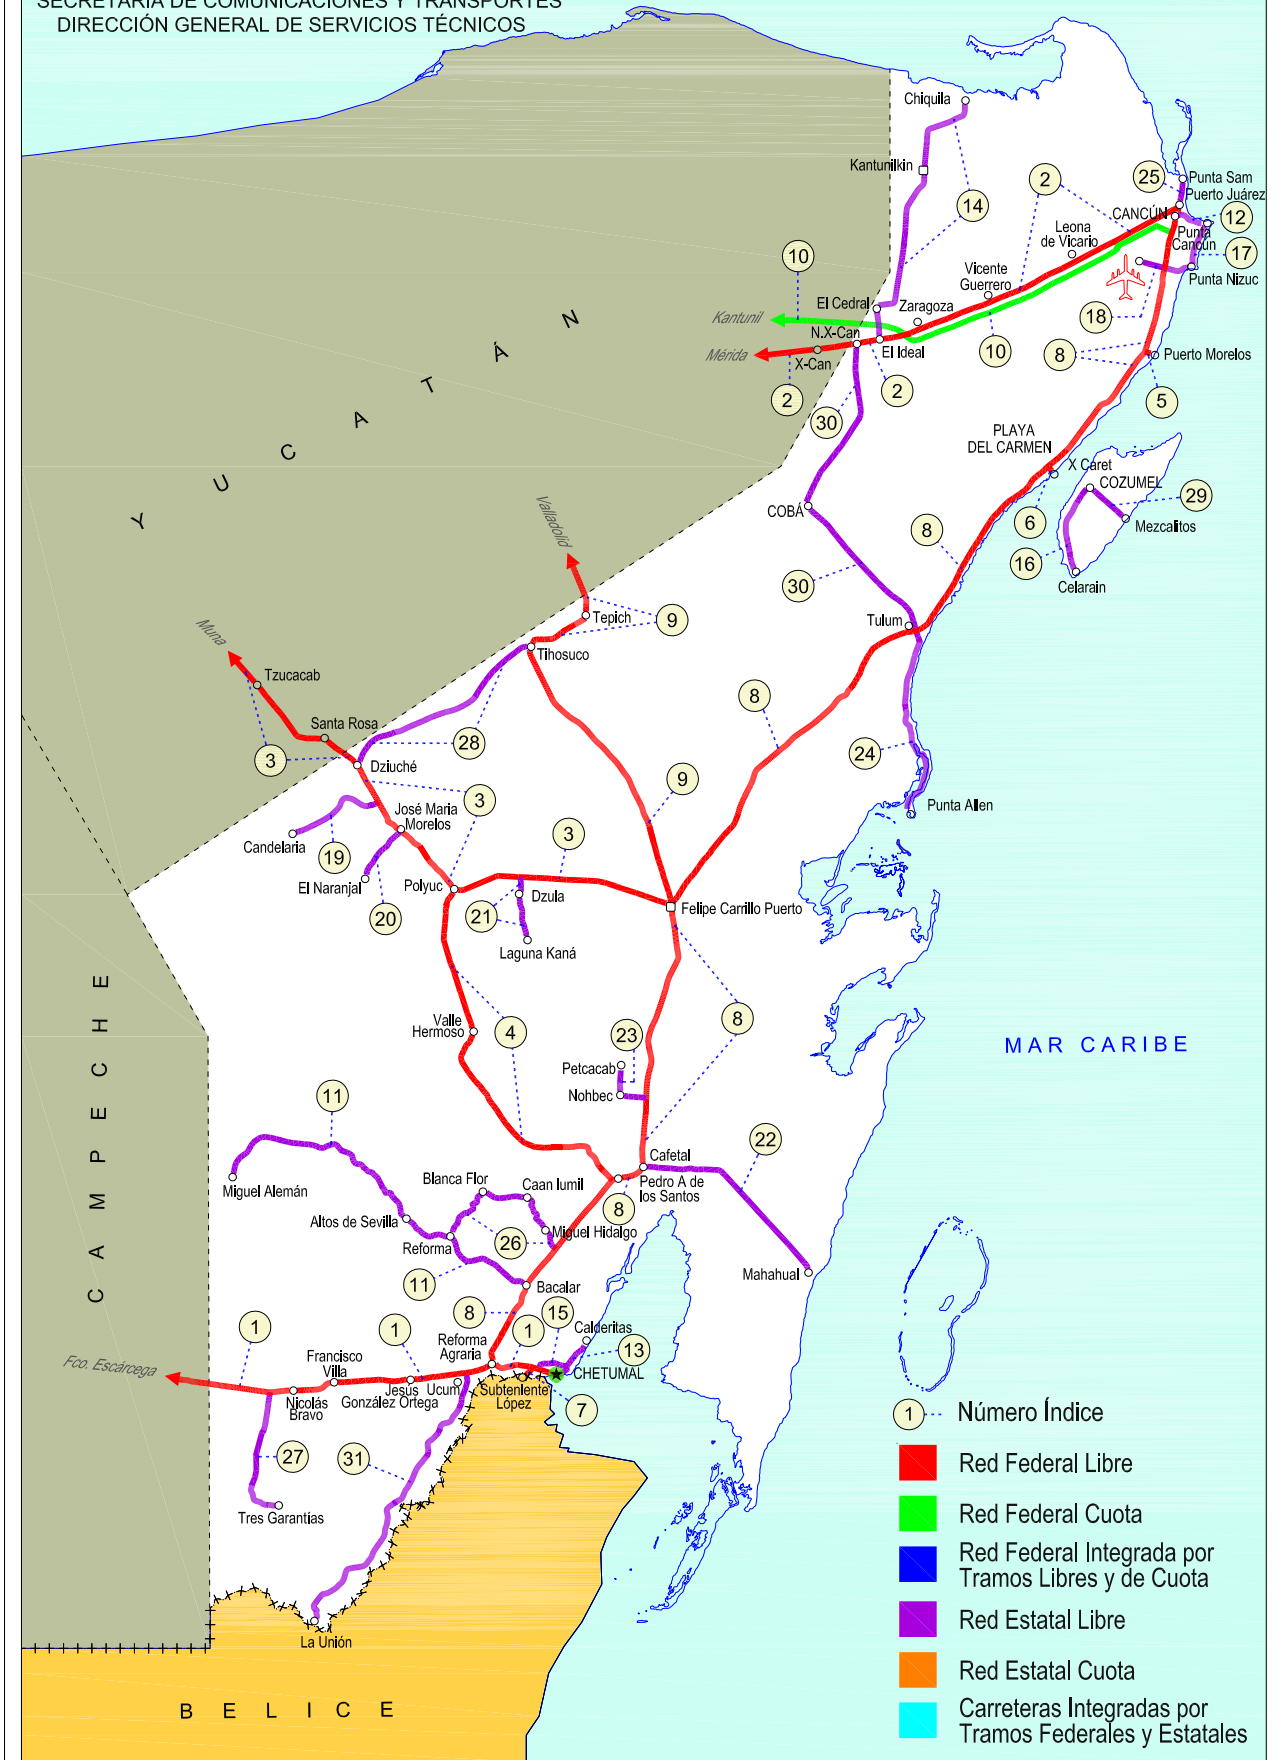 SECRETARÍA DE COMUNICACIONES Y TRANSPORTES
DIRECCIÓN GENERAL DE SERVICIOS TÉCNICOS
Chiquila
Kantunilkin
14
2
25
Punta Sam
Puerto Juárez
CANCÚN
12
Punta
Cancún
17
Punta Nizuc
Leona
de Vicario
Vicente
Guerrero
10
El Cedral
Zaragoza
Kantunil
N.X-Can
El Ideal
Mérida
X-Can
18
10
8
Puerto Morelos
2
30
2
5
Y U C A T Á N
PLAYA
DEL CARMEN
X Caret
COZUMEL
29
Mezcalitos
6
16
Celarain
COBÁ
8
Valladolid
30
Tepich
9
Tulum
Tihosuco
Muna
Tzucacab
Santa Rosa
8
3
28
24
Dziuché
9
3
Punta Allen
José Maria
Morelos
3
Candelaria
19
El Naranjal
20
Polyuc
Dzula
21
Felipe Carrillo Puerto
Laguna Kaná
C A M P E C H E
Valle
Hermoso
4
23
8
MAR CARIBE
Petcacab
Nohbec
11
22
Cafetal
Miguel Alemán
Blanca Flor
Caan lumil
Pedro A de
los Santos
8
Altos de Sevilla
Reforma
26
Miguel Hidalgo
11
Bacalar
Mahahual
1
1
8
1
15
Calderitas
Reforma
Agraria
13
Fco. Escárcega
Francisco
Villa
CHETUMAL
Nicolás
Bravo
Jesús
González Ortega
Ucum
Subteniente
López
7
27
31
Tres Garantías
La Unión
B E L I C E
1
Número Índice
Red Federal Libre
Red Federal Cuota
Red Federal Integrada por
Tramos Libres y de Cuota
Red Estatal Libre
Red Estatal Cuota
Carreteras Integradas por
Tramos Federales y Estatales